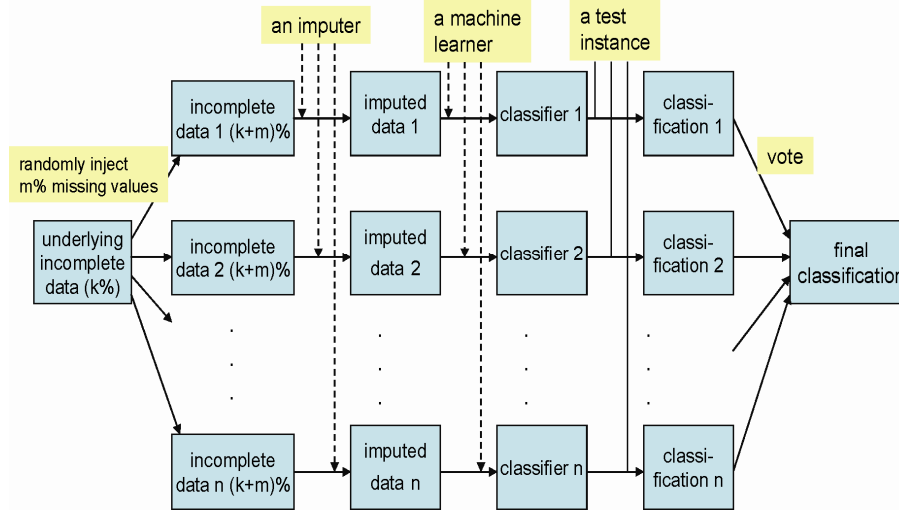 an imputer
a machine
learner
a test
instance
incomplete
data 1 (k+m)%
imputed
data 1
classifier 1
classi-
fication 1
randomly inject
m% missing values
vote
underlying
incomplete
data (k%)
incomplete
data 2 (k+m)%
imputed
data 2
classifier 2
classi-
fication 2
final
classification
incomplete
data n (k+m)%
imputed
data n
classifier n
classi-
fication n